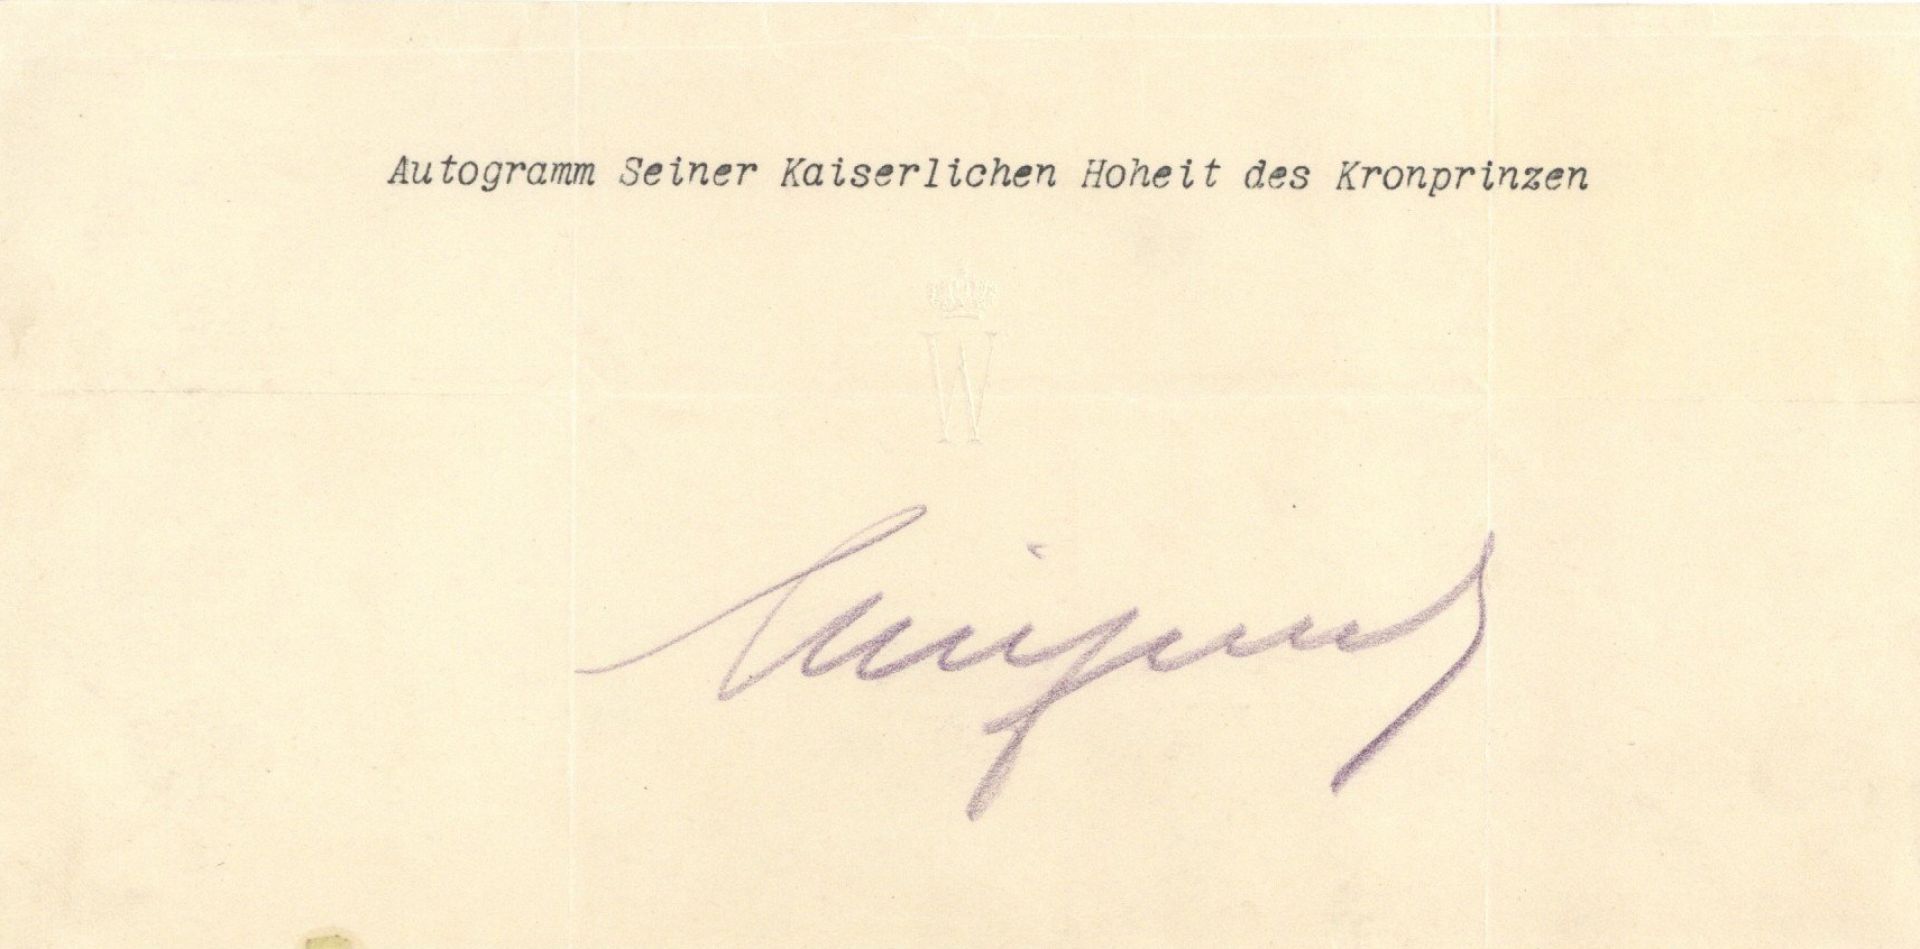 Autogramm Seiner Kaiserlichen Hoheit des Kronprinzen
W